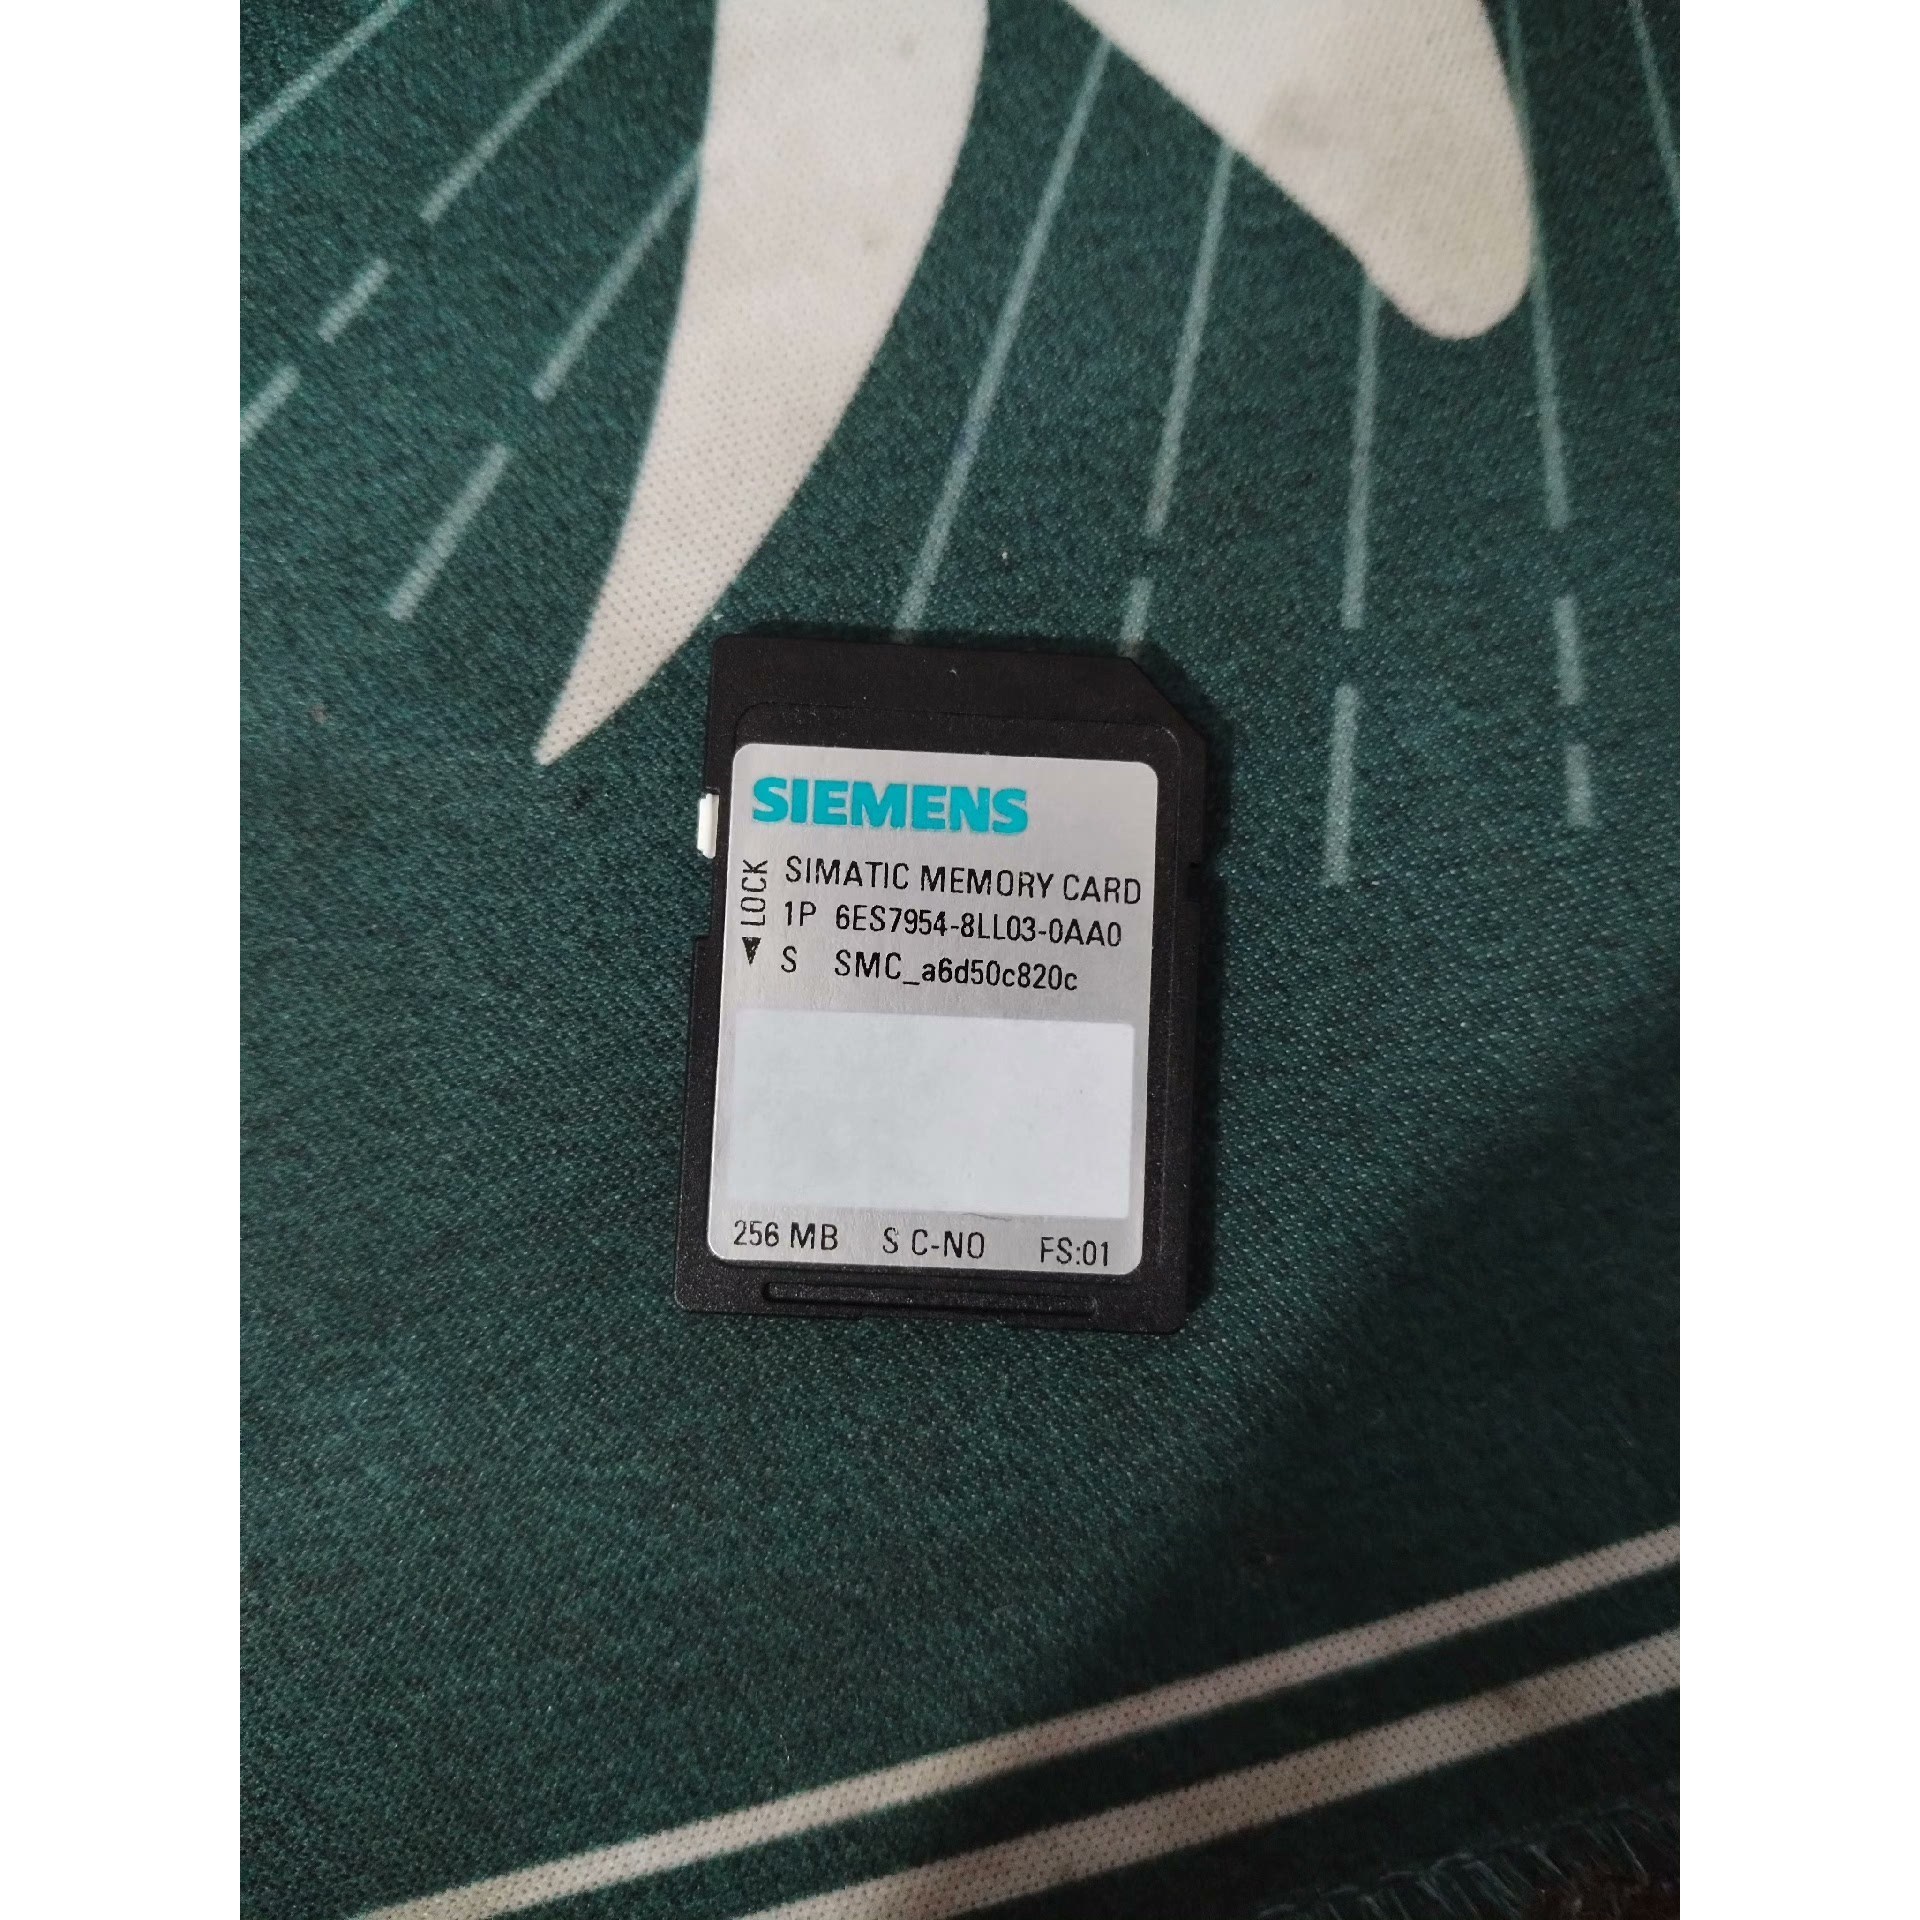 SIEMENS
LOCK
SIMATIC MEMORY CARD
1P 6ES7954-8LL03-0AA0
S SMC_a6d50c820c
256 MB S C-NO FS:01